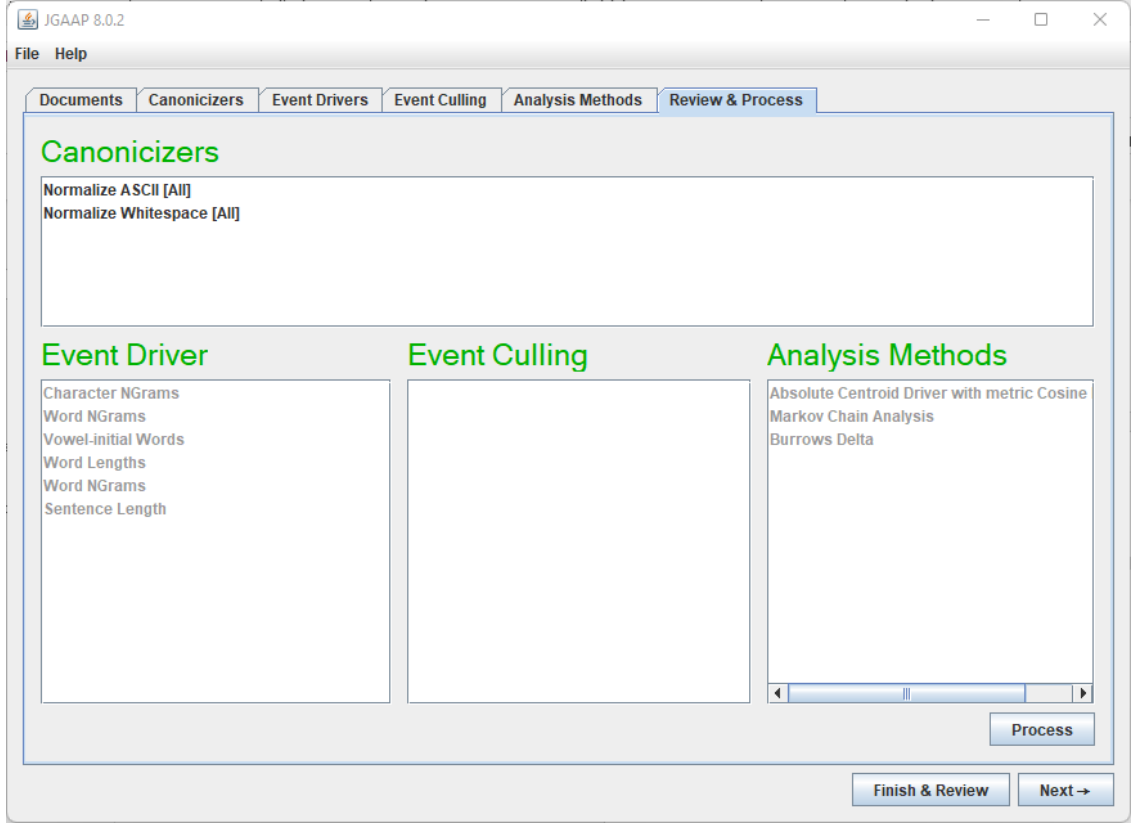 JGAAP 8.0.2
File Help
Documents Canonicizers Event Drivers Event Culling Analysis Methods Review & Process
Canonicizers
Normalize ASCII [All]
Normalize Whitespace [All]
Event Driver
Character NGrams
Word NGrams
Vowel-initial Words
Word Lengths
Word NGrams
Sentence Length
Event Culling
Analysis Methods
Absolute Centroid Driver with metric Cosine
Markov Chain Analysis
Burrows Delta
Process
Finish & Review Next→